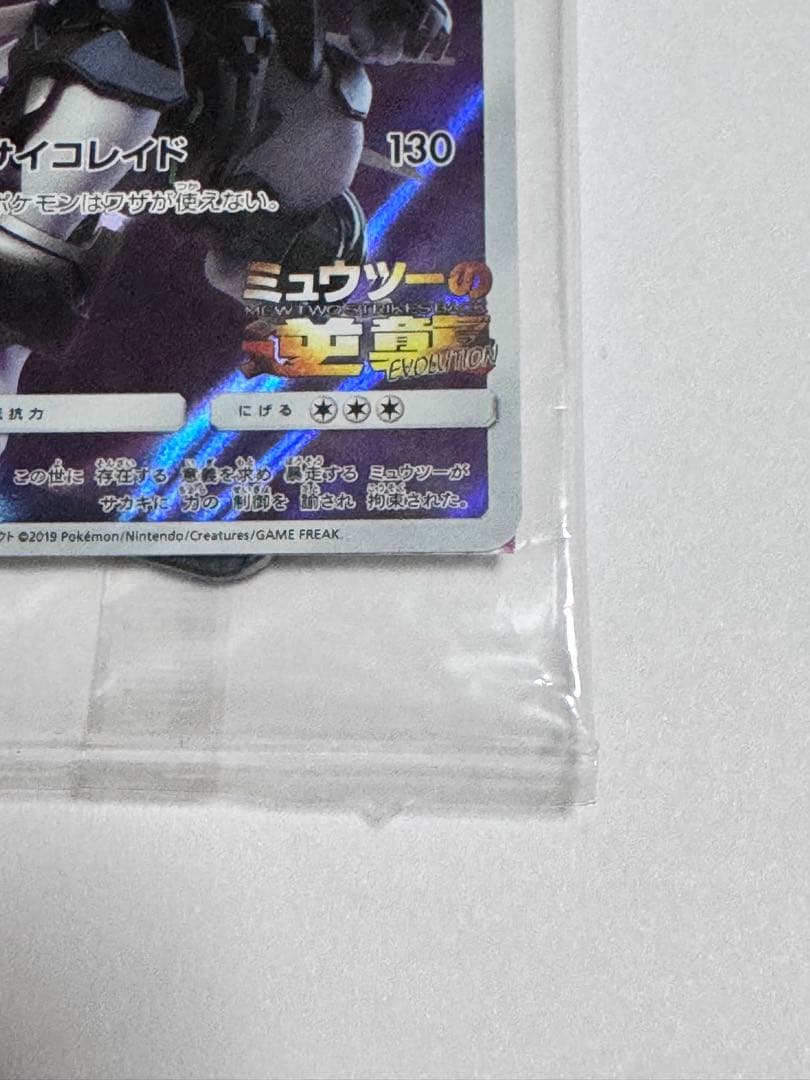 サイコレイド 130
ポケモンはワザが使えない。
ミュウツーの
MEWTWO STRIKES BACK
逆襲
EVOLUTION
抵抗力 にげる
この世に 存在する 意義を求め 暴走する ミュウツーが
サカキに 力の 制御を 諭され 拘束された。
クト ©2019 Pokémon/Nintendo/Creatures/GAME FREAK.